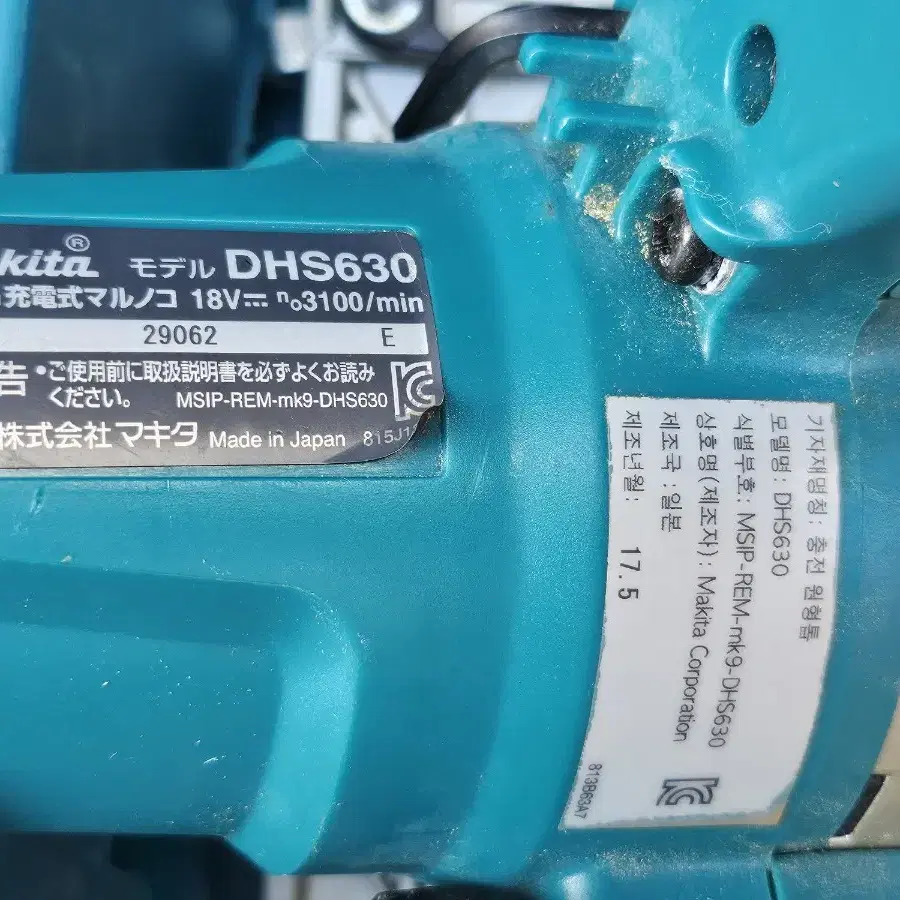 kita® モデル DHS630
充電式マルノコ 18V⎓ n₀3100/min
29062 E
告 •ご使用前に取扱説明書を必ずよくお読み
ください。 MSIP-REM-mk9-DHS630
株式会社マキタ Made in Japan 815J1
기자재명칭: 충전 원형톱
모델명: DHS630
식별부호: MSIP-REM-mk9-DHS630
상호명(제조자): Makita Corporation
제조국: 일본
제조년월: 17.5
813B63A7